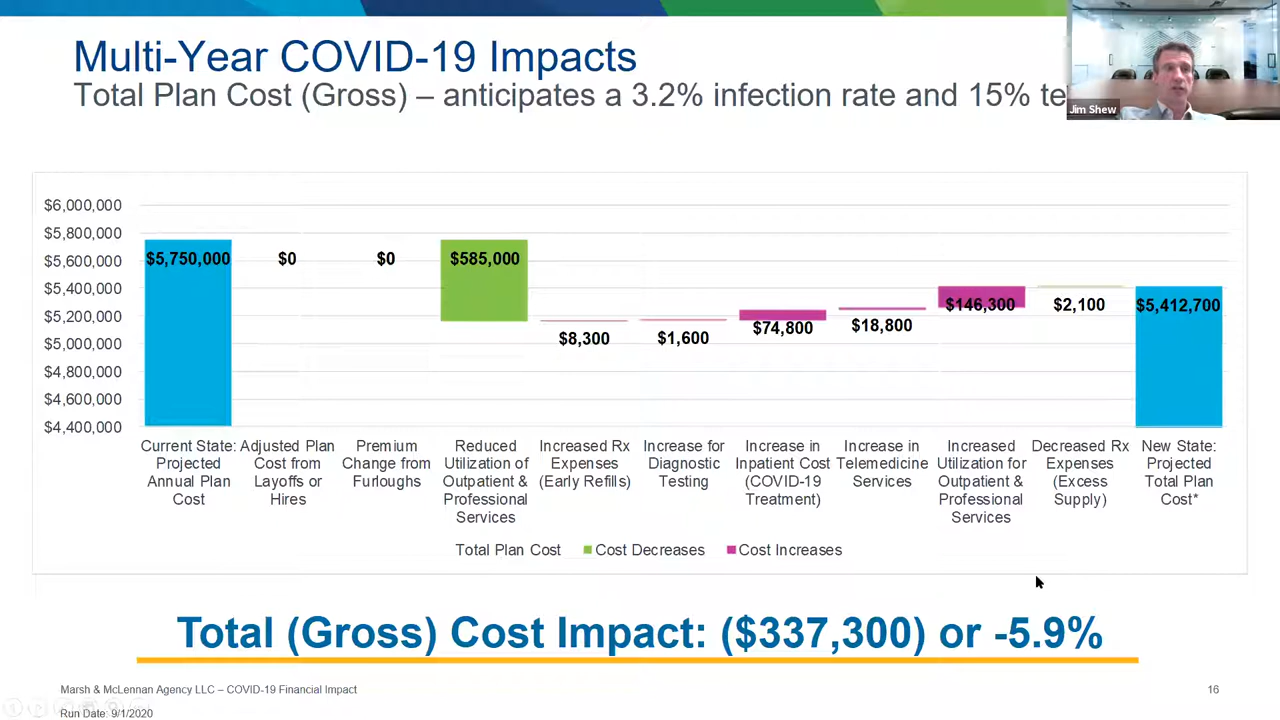 Multi-Year COVID-19 Impacts
Total Plan Cost (Gross) – anticipates a 3.2% infection rate and 15% te
Jim Shew
$6,000,000
$5,800,000
$5,600,000
$5,400,000
$5,200,000
$5,000,000
$4,800,000
$4,600,000
$4,400,000
$5,750,000
$0
$0
$585,000
$8,300
$1,600
$74,800
$18,800
$146,300
$2,100
$5,412,700
Current State:
Projected
Annual Plan
Cost
Adjusted Plan
Cost from
Layoffs or
Hires
Premium
Change from
Furloughs
Reduced
Utilization of
Outpatient &
Professional
Services
Increased Rx
Expenses
(Early Refills)
Increase for
Diagnostic
Testing
Increase in
Inpatient Cost
(COVID-19
Treatment)
Increase in
Telemedicine
Services
Increased
Utilization for
Outpatient &
Professional
Services
Decreased Rx
Expenses
(Excess
Supply)
New State:
Projected
Total Plan
Cost*
Total Plan Cost
Cost Decreases
Cost Increases
Total (Gross) Cost Impact: ($337,300) or -5.9%
Marsh & McLennan Agency LLC – COVID-19 Financial Impact
16
Run Date: 9/1/2020